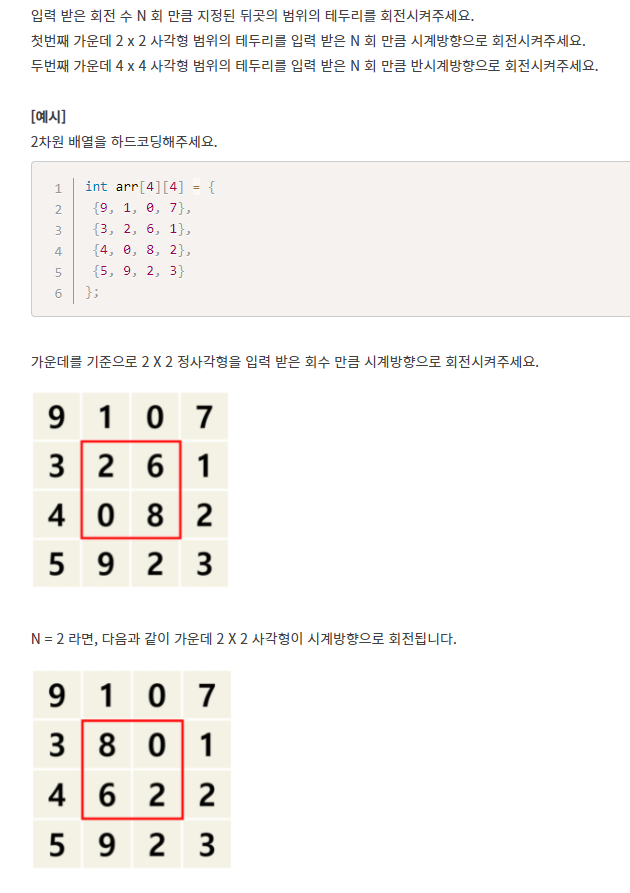 입력 받은 회전 수 N 회 만큼 지정된 뒤곳의 범위의 테두리를 회전시켜주세요.
첫번째 가운데 2 x 2 사각형 범위의 테두리를 입력 받은 N 회 만큼 시계방향으로 회전시켜주세요.
두번째 가운데 4 x 4 사각형 범위의 테두리를 입력 받은 N 회 만큼 반시계방향으로 회전시켜주세요.
[예시]
2차원 배열을 하드코딩해주세요.
1 int arr[4][4] = {
2 {9, 1, 0, 7},
3 {3, 2, 6, 1},
4 {4, 0, 8, 2},
5 {5, 9, 2, 3}
6 };
가운데를 기준으로 2 X 2 정사각형을 입력 받은 회수 만큼 시계방향으로 회전시켜주세요.
9 1 0 7
3 2 6 1
4 0 8 2
5 9 2 3
N = 2 라면, 다음과 같이 가운데 2 X 2 사각형이 시계방향으로 회전됩니다.
9 1 0 7
3 8 0 1
4 6 2 2
5 9 2 3